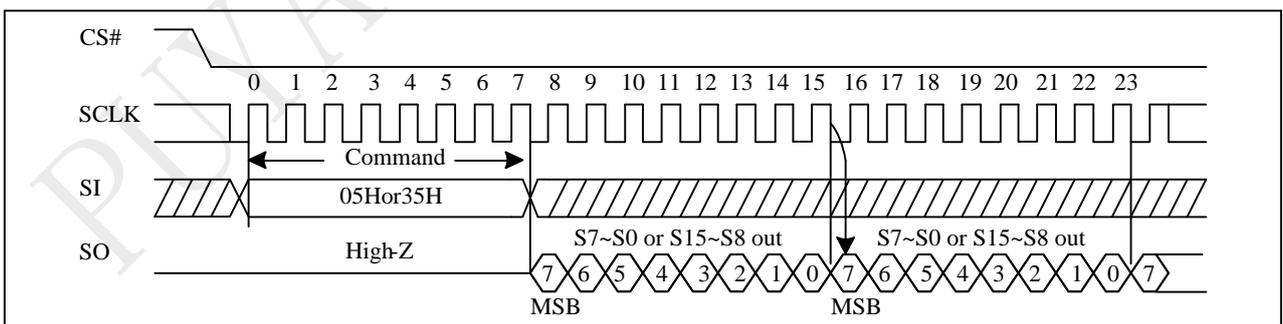 CS#
0 1 2 3 4 5 6 7 8 9 10 11 12 13 14 15 16 17 18 19 20 21 22 23
SCLK
Command
SI
05Hor35H
S7~S0 or S15~S8 out S7~S0 or S15~S8 out
SO
High-Z
7 6 5 4 3 2 1 0 7 6 5 4 3 2 1 0 7
MSB MSB
PUYA